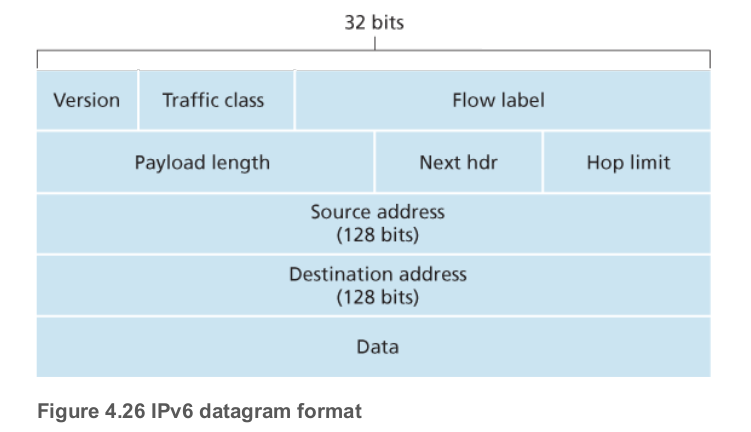 32 bits
Version Traffic class Flow label
Payload length Next hdr Hop limit
Source address
(128 bits)
Destination address
(128 bits)
Data
Figure 4.26 IPv6 datagram format